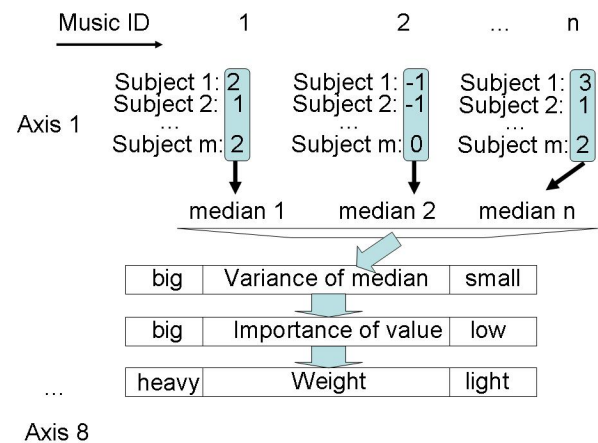 Music ID 1 2 ... n
Subject 1: 2 Subject 1: -1 Subject 1: 3
Subject 2: 1 Subject 2: -1 Subject 2: 1
Axis 1
... ... ...
Subject m: 2 Subject m: 0 Subject m: 2
median 1 median 2 median n
big Variance of median small
big Importance of value low
heavy Weight light
...
Axis 8